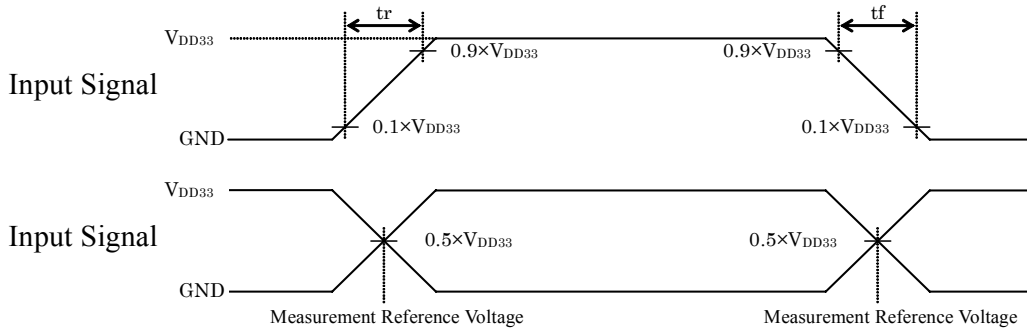 tr
tf
VDD33
0.9×VDD33
0.9×VDD33
Input Signal
0.1×VDD33
0.1×VDD33
GND
VDD33
Input Signal
0.5×VDD33
0.5×VDD33
GND
Measurement Reference Voltage
Measurement Reference Voltage